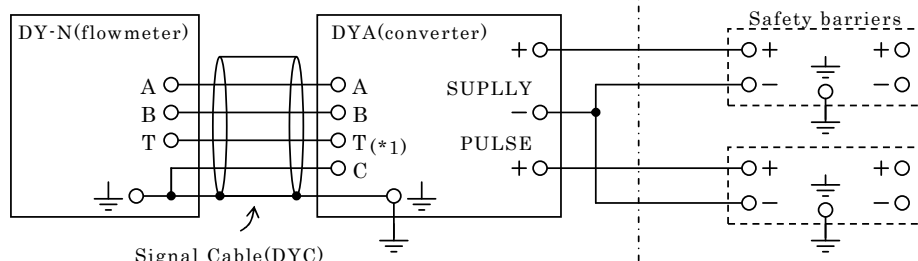 Safety barriers
DY-N(flowmeter)
DYA(converter)
+ + +
A A
SUPLLY - -
B B -
T T(*1) PULSE
C + + +
- -
Signal Cable(DYC)